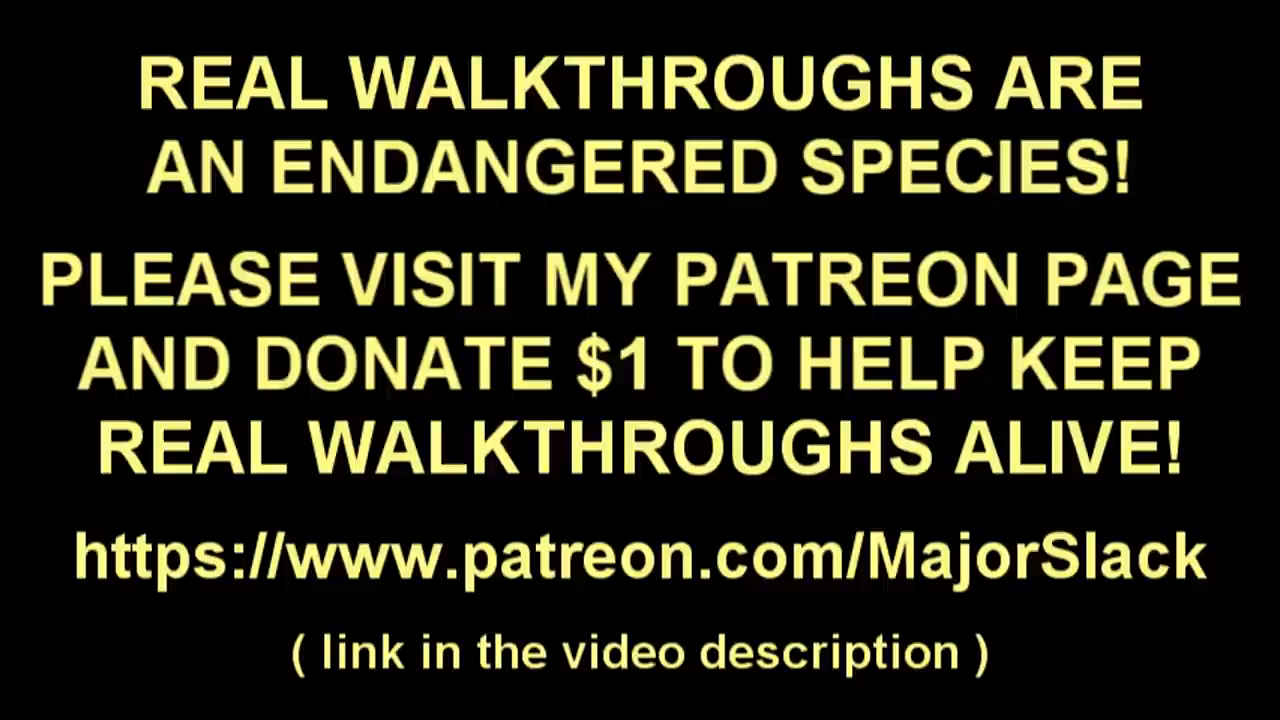 REAL WALKTHROUGHS ARE
AN ENDANGERED SPECIES!
PLEASE VISIT MY PATREON PAGE
AND DONATE $1 TO HELP KEEP
REAL WALKTHROUGHS ALIVE!
https://www.patreon.com/MajorSlack
( link in the video description )